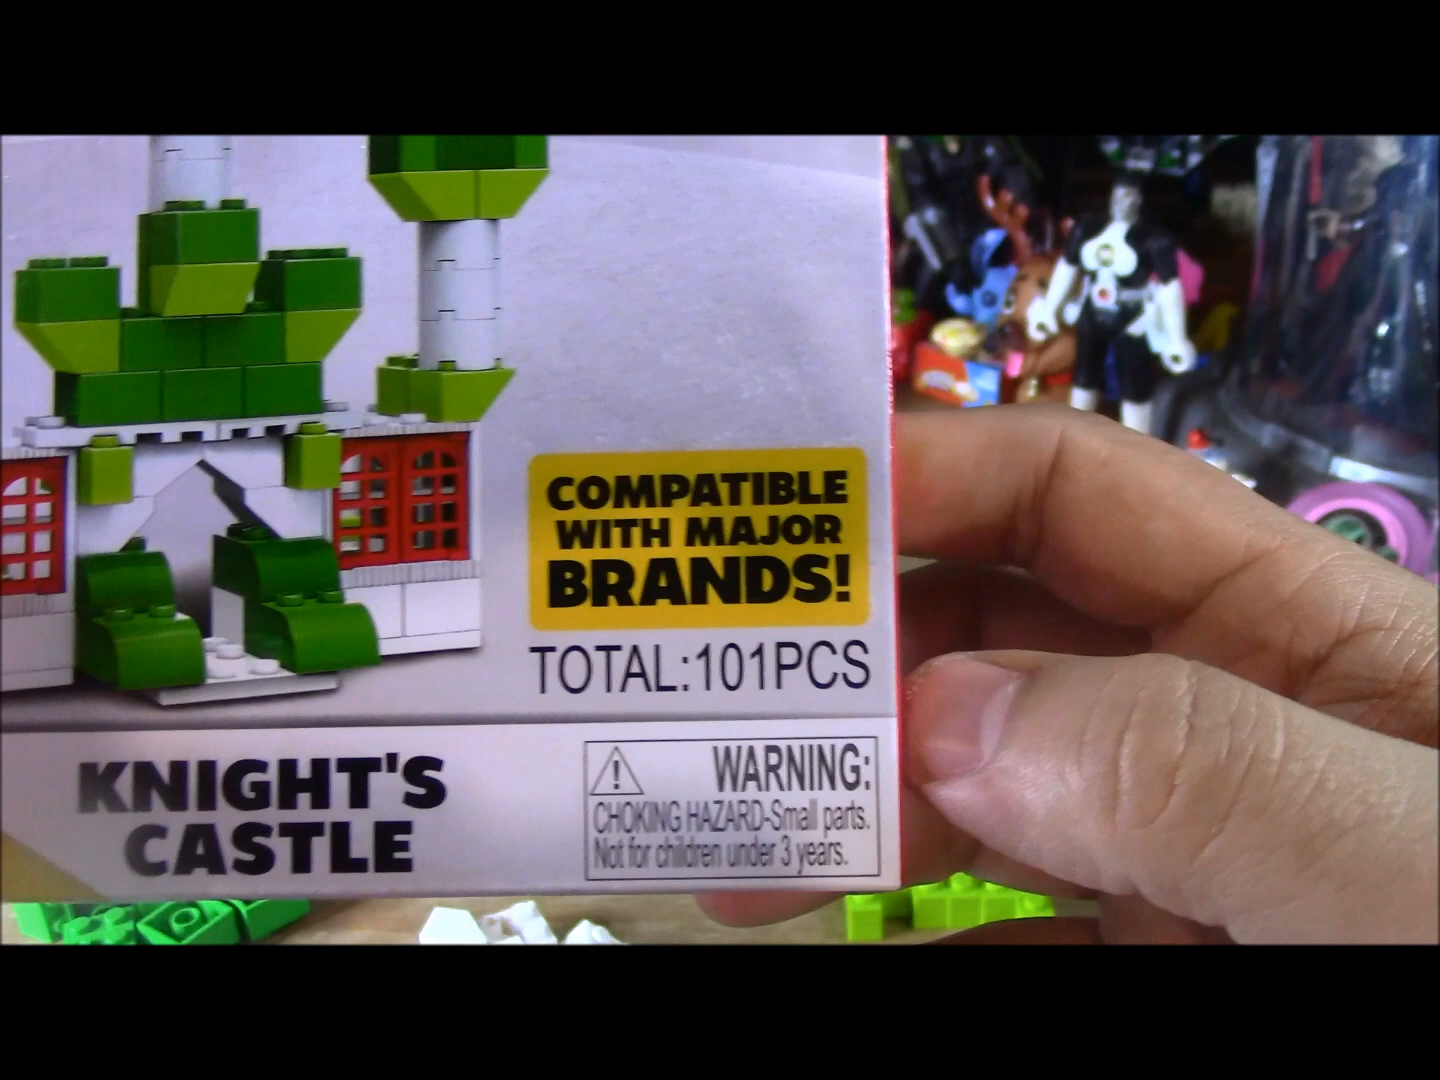 COMPATIBLE
WITH MAJOR
BRANDS!
TOTAL:101PCS
KNIGHT'S
CASTLE
WARNING:
CHOKING HAZARD-Small parts.
Not for children under 3 years.